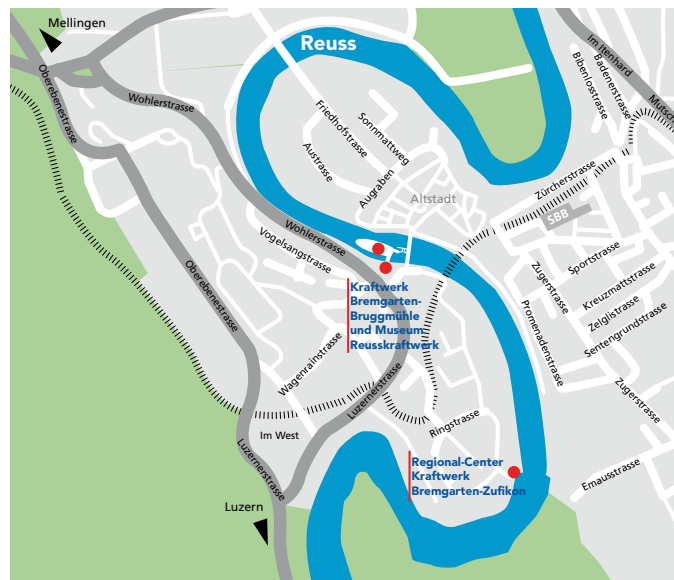 Mellingen
Reuss
Im Itenhard
Badenerstrasse
Bibenlosstrasse
Mutsch
Oberebenestrasse
Wohlerstrasse
Friedhofstrasse
Sonnmattweg
Austrasse
Augraben
Altstadt
Zürcherstrasse
SBB
Wohlerstrasse
Vogelsangstrasse
Oberebenestrasse
Zugerstrasse
Sportstrasse
Kreuzmattstrasse
Zelglistrasse
Sentengrundstrasse
Promenadenstrasse
Kraftwerk
Bremgarten-
Bruggmühle
und Museum
Reusskraftwerk
Wagenrainstrasse
Luzernerstrasse
Zugerstrasse
Im West
Ringstrasse
Luzernerstrasse
Regional-Center
Kraftwerk
Bremgarten-Zufikon
Emausstrasse
Luzern